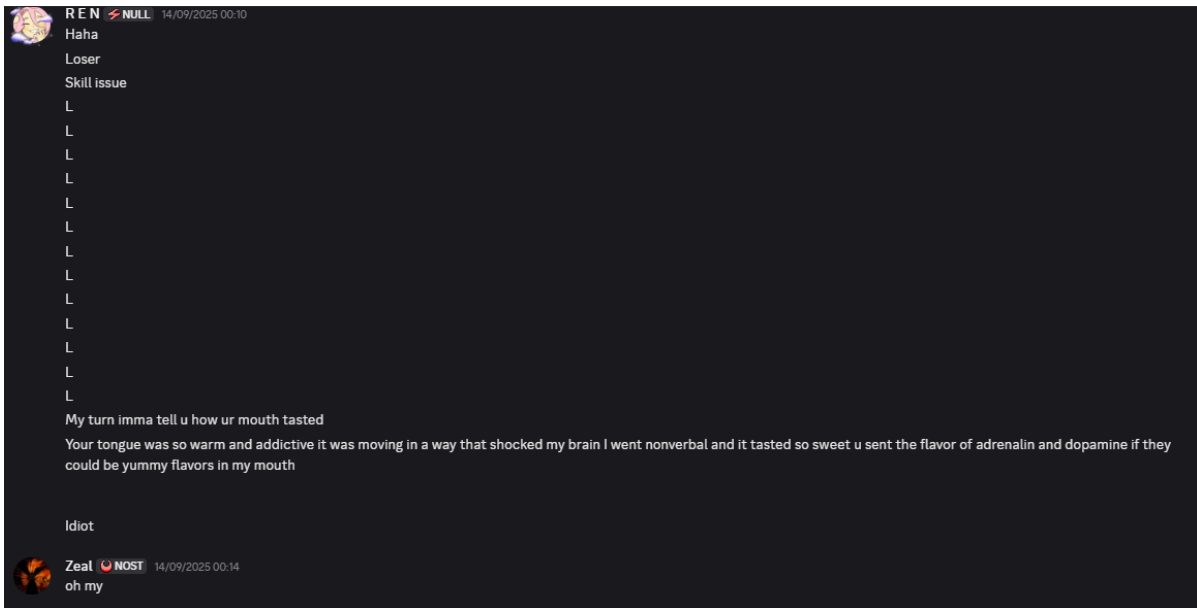 R E N NULL 14/09/2025 00:10
Haha
Loser
Skill issue
L
L
L
L
L
L
L
L
L
L
L
L
L
My turn imma tell u how ur mouth tasted
Your tongue was so warm and addictive it was moving in a way that shocked my brain I went nonverbal and it tasted so sweet u sent the flavor of adrenalin and dopamine if they
could be yummy flavors in my mouth
Idiot
Zeal NOST 14/09/2025 00:14
oh my